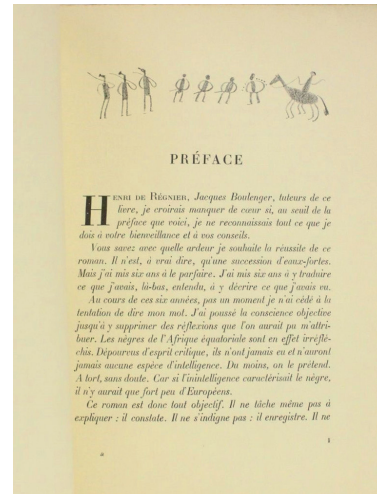 PRÉFACE
HENRI DE RÉGNIER, Jacques Boulenger, tuteurs de ce
livre, je croirais manquer de cœur si, au seuil de la
préface que voici, je ne reconnaissais tout ce que je
dois à votre bienveillance et à vos conseils.
Vous savez avec quelle ardeur je souhaite la réussite de ce
roman. Il n'est, à vrai dire, qu'une succession d'eaux-fortes.
Mais j'ai mis six ans à le parfaire. J'ai mis six ans à y traduire
ce que j'avais, là-bas, entendu, à y décrire ce que j'avais vu.
Au cours de ces six années, pas un moment je n'ai cédé à la
tentation de dire mon mot. J'ai poussé la conscience objective
jusqu'à y supprimer des réflexions que l'on aurait pu m'attri-
buer. Les nègres de l'Afrique équatoriale sont en effet irréflé-
chis. Dépourvus d'esprit critique, ils n'ont jamais eu et n'auront
jamais aucune espèce d'intelligence. Du moins, on le prétend.
A tort, sans doute. Car si l'inintelligence caractérisait le nègre,
il n'y aurait que fort peu d'Européens.
Ce roman est donc tout objectif. Il ne tâche même pas à
expliquer : il constate. Il ne s'indigne pas : il enregistre. Il ne